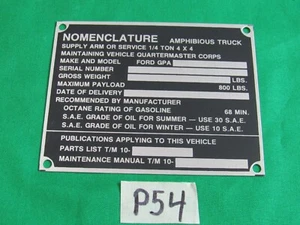 NOMENCLATURE AMPHIBIOUS TRUCK
SUPPLY ARM OR SERVICE 1/4 TON 4 X 4
MAINTAINING VEHICLE QUARTERMASTER CORPS
MAKE AND MODEL FORD GPA
SERIAL NUMBER
GROSS WEIGHT LBS.
MAXIMUM PAYLOAD 800 LBS.
DATE OF DELIVERY
RECOMMENDED BY MANUFACTURER
OCTANE RATING OF GASOLINE 68 MIN.
S.A.E. GRADE OF OIL FOR SUMMER - USE 30 S.A.E.
S.A.E. GRADE OF OIL FOR WINTER - USE 10 S.A.E.
PUBLICATIONS APPLYING TO THIS VEHICLE
PARTS LIST T/M 10-
MAINTENANCE MANUAL T/M 10-
P54